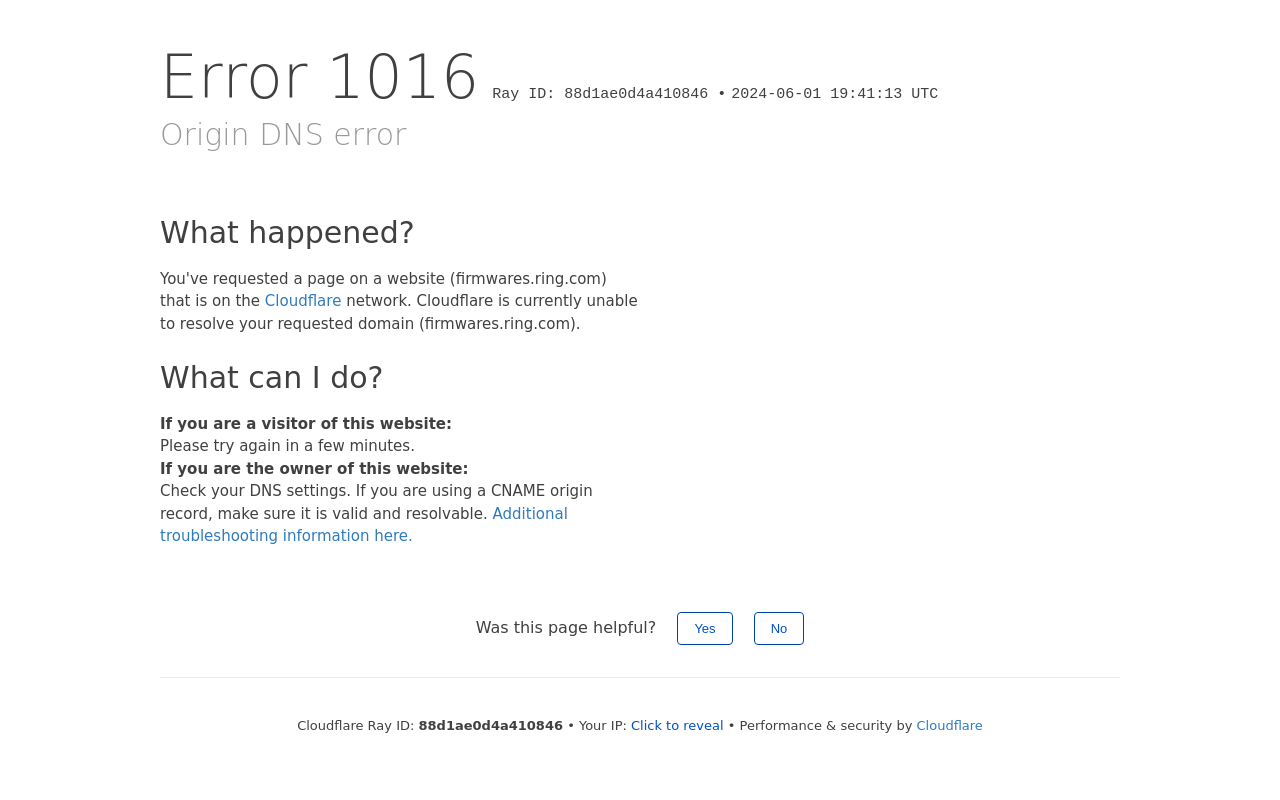 Error 1016 Ray ID: 88d1ae0d4a410846 • 2024-06-01 19:41:13 UTC
Origin DNS error
What happened?
You've requested a page on a website (firmwares.ring.com)
that is on the Cloudflare network. Cloudflare is currently unable
to resolve your requested domain (firmwares.ring.com).
What can I do?
If you are a visitor of this website:
Please try again in a few minutes.
If you are the owner of this website:
Check your DNS settings. If you are using a CNAME origin
record, make sure it is valid and resolvable. Additional
troubleshooting information here.
Was this page helpful? Yes No
Cloudflare Ray ID: 88d1ae0d4a410846 • Your IP: Click to reveal • Performance & security by Cloudflare